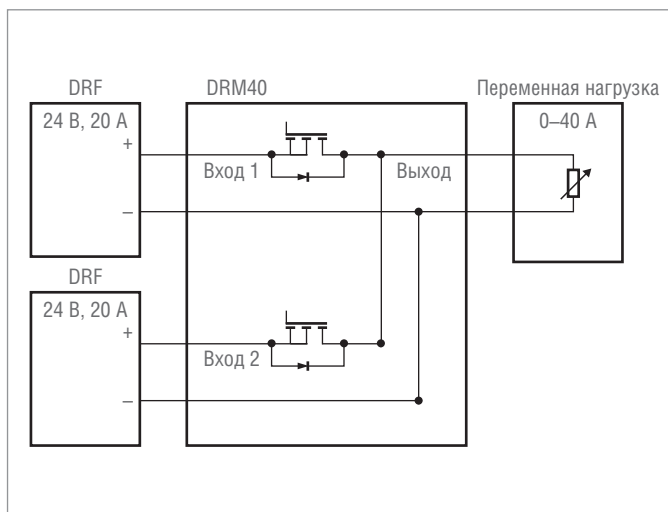 DRF
24 В, 20 А
+
–
DRM40
Вход 1
Выход
Переменная нагрузка
0–40 А
DRF
24 В, 20 А
+
–
Вход 2